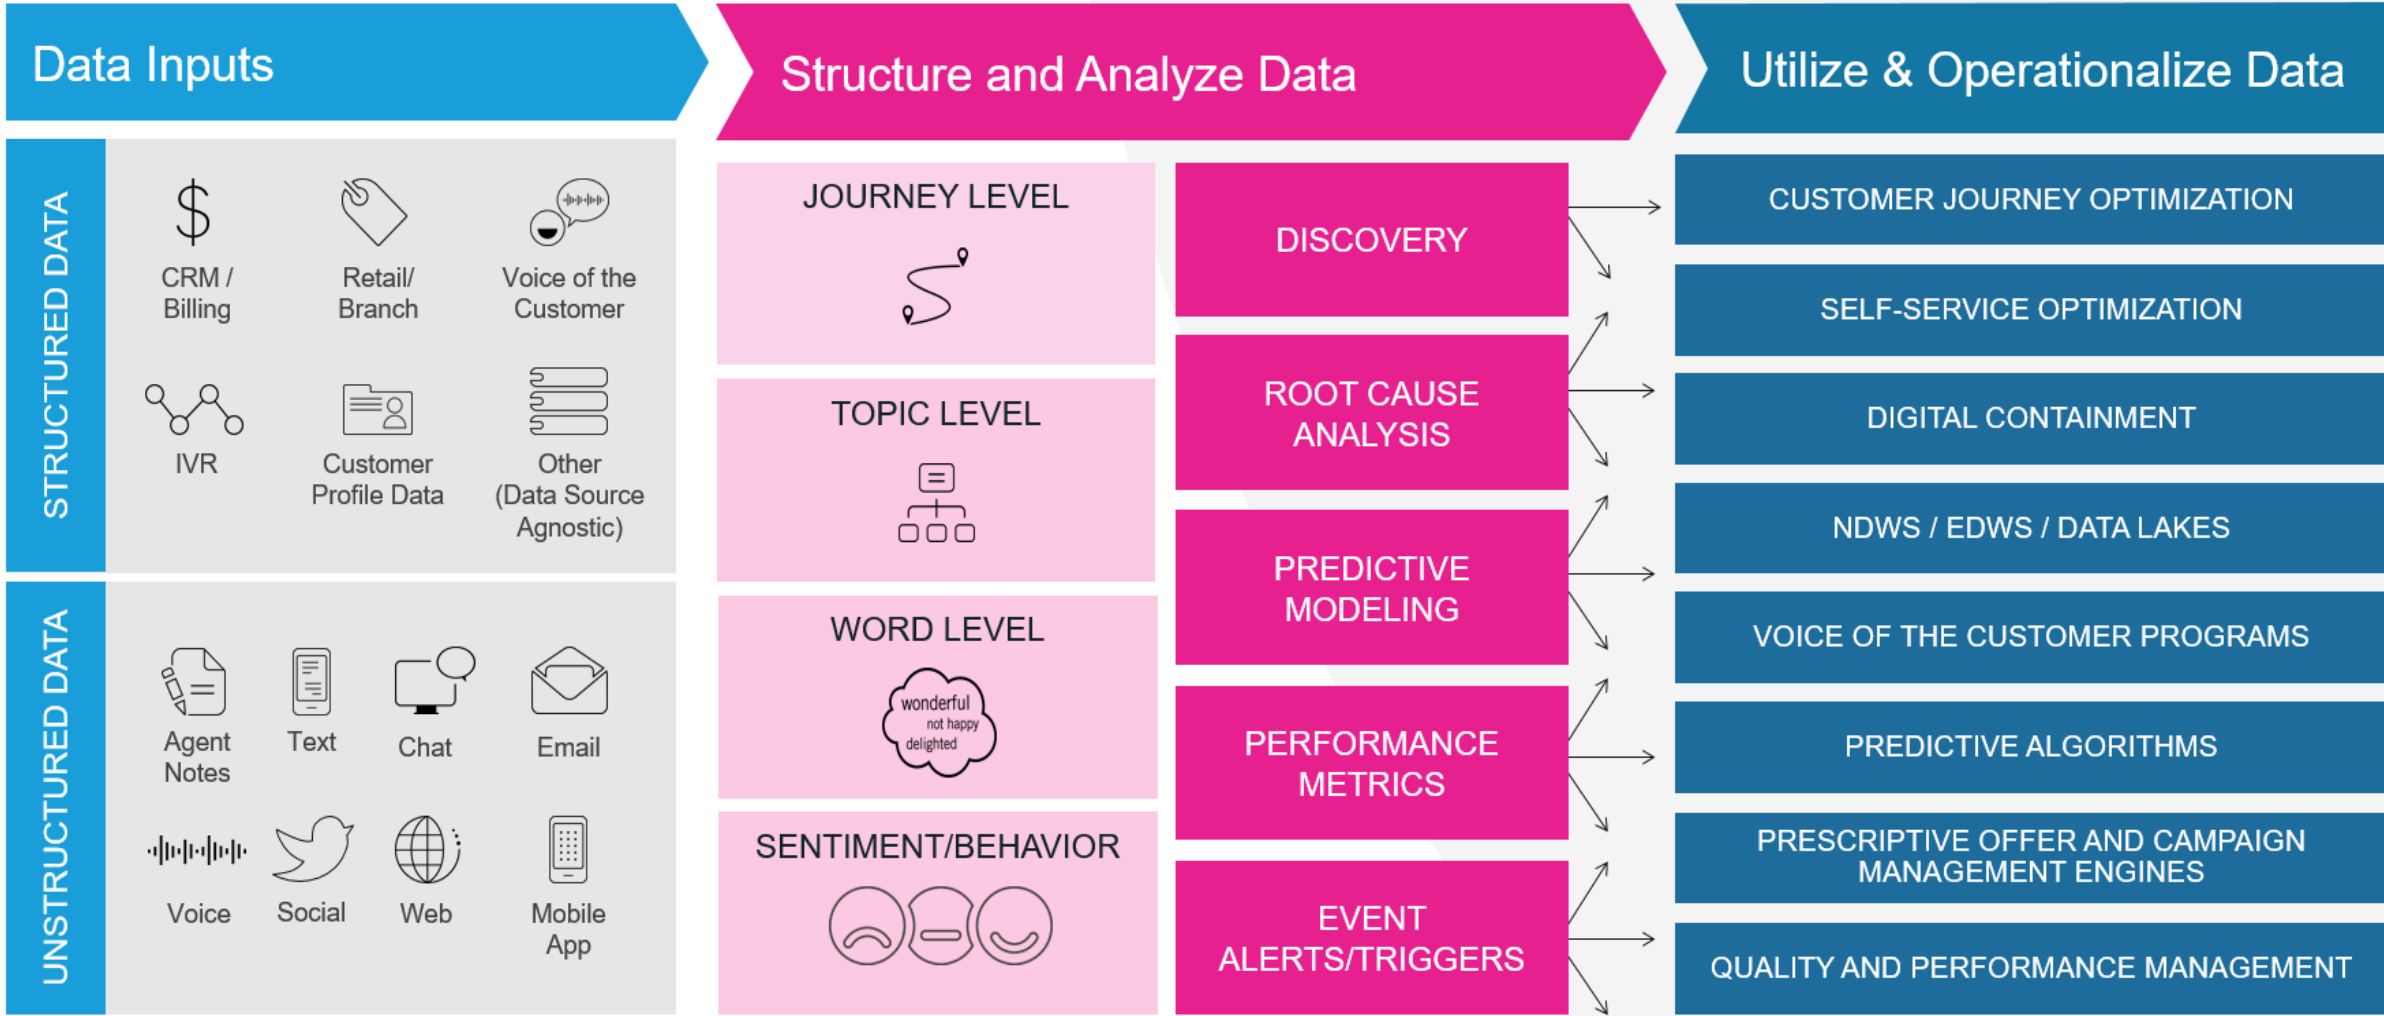 Data Inputs
Structure and Analyze Data
Utilize & Operationalize Data
STRUCTURED DATA
CRM /
Billing
Retail/
Branch
Voice of the
Customer
IVR
Customer
Profile Data
Other
(Data Source
Agnostic)
UNSTRUCTURED DATA
Agent
Notes
Text
Chat
Email
Voice
Social
Web
Mobile
App
JOURNEY LEVEL
TOPIC LEVEL
WORD LEVEL
wonderful
not happy
delighted
SENTIMENT/BEHAVIOR
DISCOVERY
ROOT CAUSE
ANALYSIS
PREDICTIVE
MODELING
PERFORMANCE
METRICS
EVENT
ALERTS/TRIGGERS
CUSTOMER JOURNEY OPTIMIZATION
SELF-SERVICE OPTIMIZATION
DIGITAL CONTAINMENT
NDWS / EDWS / DATA LAKES
VOICE OF THE CUSTOMER PROGRAMS
PREDICTIVE ALGORITHMS
PRESCRIPTIVE OFFER AND CAMPAIGN
MANAGEMENT ENGINES
QUALITY AND PERFORMANCE MANAGEMENT